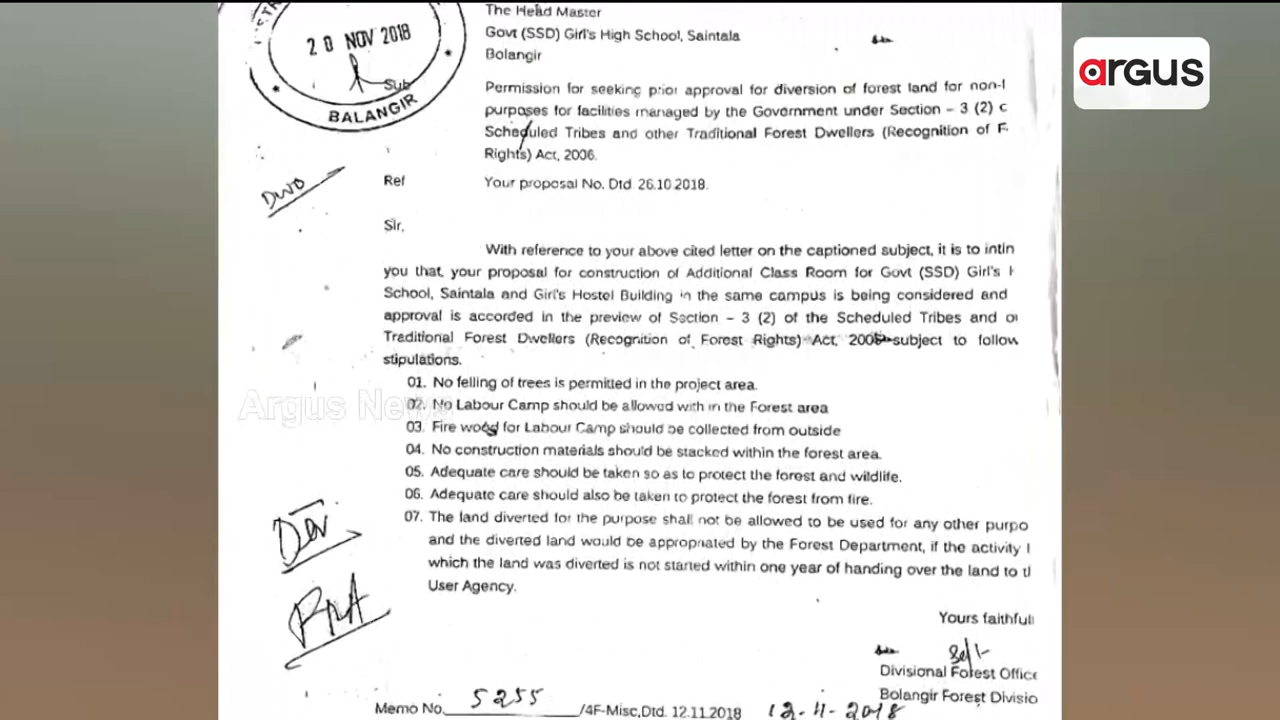 20 NOV 2018
BALANGIR
argus
The Head Master
Govt (SSD) Girl's High School, Saintala
Bolangir
Sub
Permission for seeking prior approval for diversion of forest land for non-f
purposes for facilities managed by the Government under Section – 3 (2) o
Scheduled Tribes and other Traditional Forest Dwellers (Recognition of F
Rights) Act, 2006.
DWO
Ref Your proposal No. Dtd 26.10.2018.
Sir,
With reference to your above cited letter on the captioned subject, it is to intin
you that, your proposal for construction of Additional Class Room for Govt (SSD) Girl's H
School, Saintala and Girl's Hostel Building in the same campus is being considered and
approval is accorded in the preview of Section – 3 (2) of the Scheduled Tribes and o
Traditional Forest Dwellers (Recognition of Forest Rights) Act, 2006 subject to follow
stipulations.
01. No felling of trees is permitted in the project area.
Argus News
02. No Labour Camp should be allowed with in the Forest area
03. Fire wood for Labour Camp should be collected from outside
04. No construction materials should be stacked within the forest area.
05. Adequate care should be taken so as to protect the forest and wildlife.
06. Adequate care should also be taken to protect the forest from fire.
07. The land diverted for the purpose shall not be allowed to be used for any other purpo
and the diverted land would be appropriated by the Forest Department, if the activity
which the land was diverted is not started within one year of handing over the land to t
User Agency.
Yours faithful
Sd/-
Divisional Forest Office
Bolangir Forest Divisio
Memo No. 5255 /4F-Misc,Dtd. 12.11.2018 12-11-2018